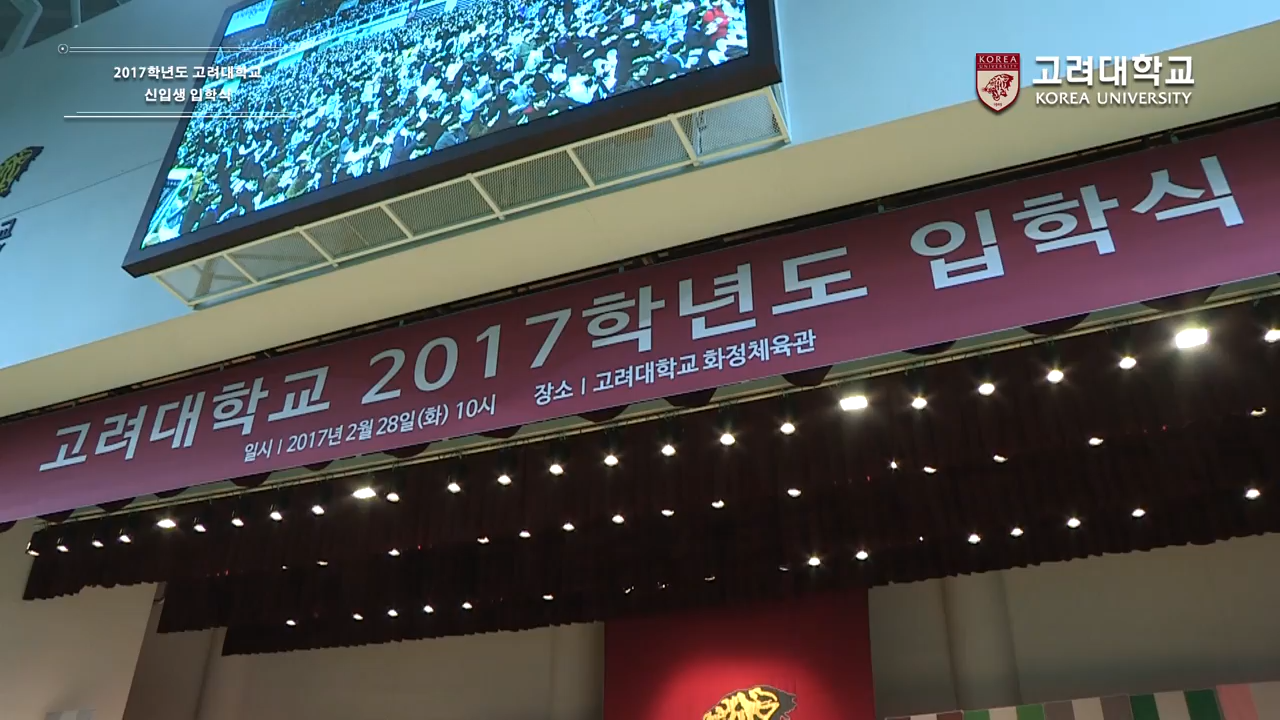 2017학년도 고려대학교
신입생 입학식
KOREA
UNIVERSITY
고려대학교
KOREA UNIVERSITY
고려대학교 2017학년도 입학식
일시 | 2017년 2월 28일(화) 10시 장소 | 고려대학교 화정체육관